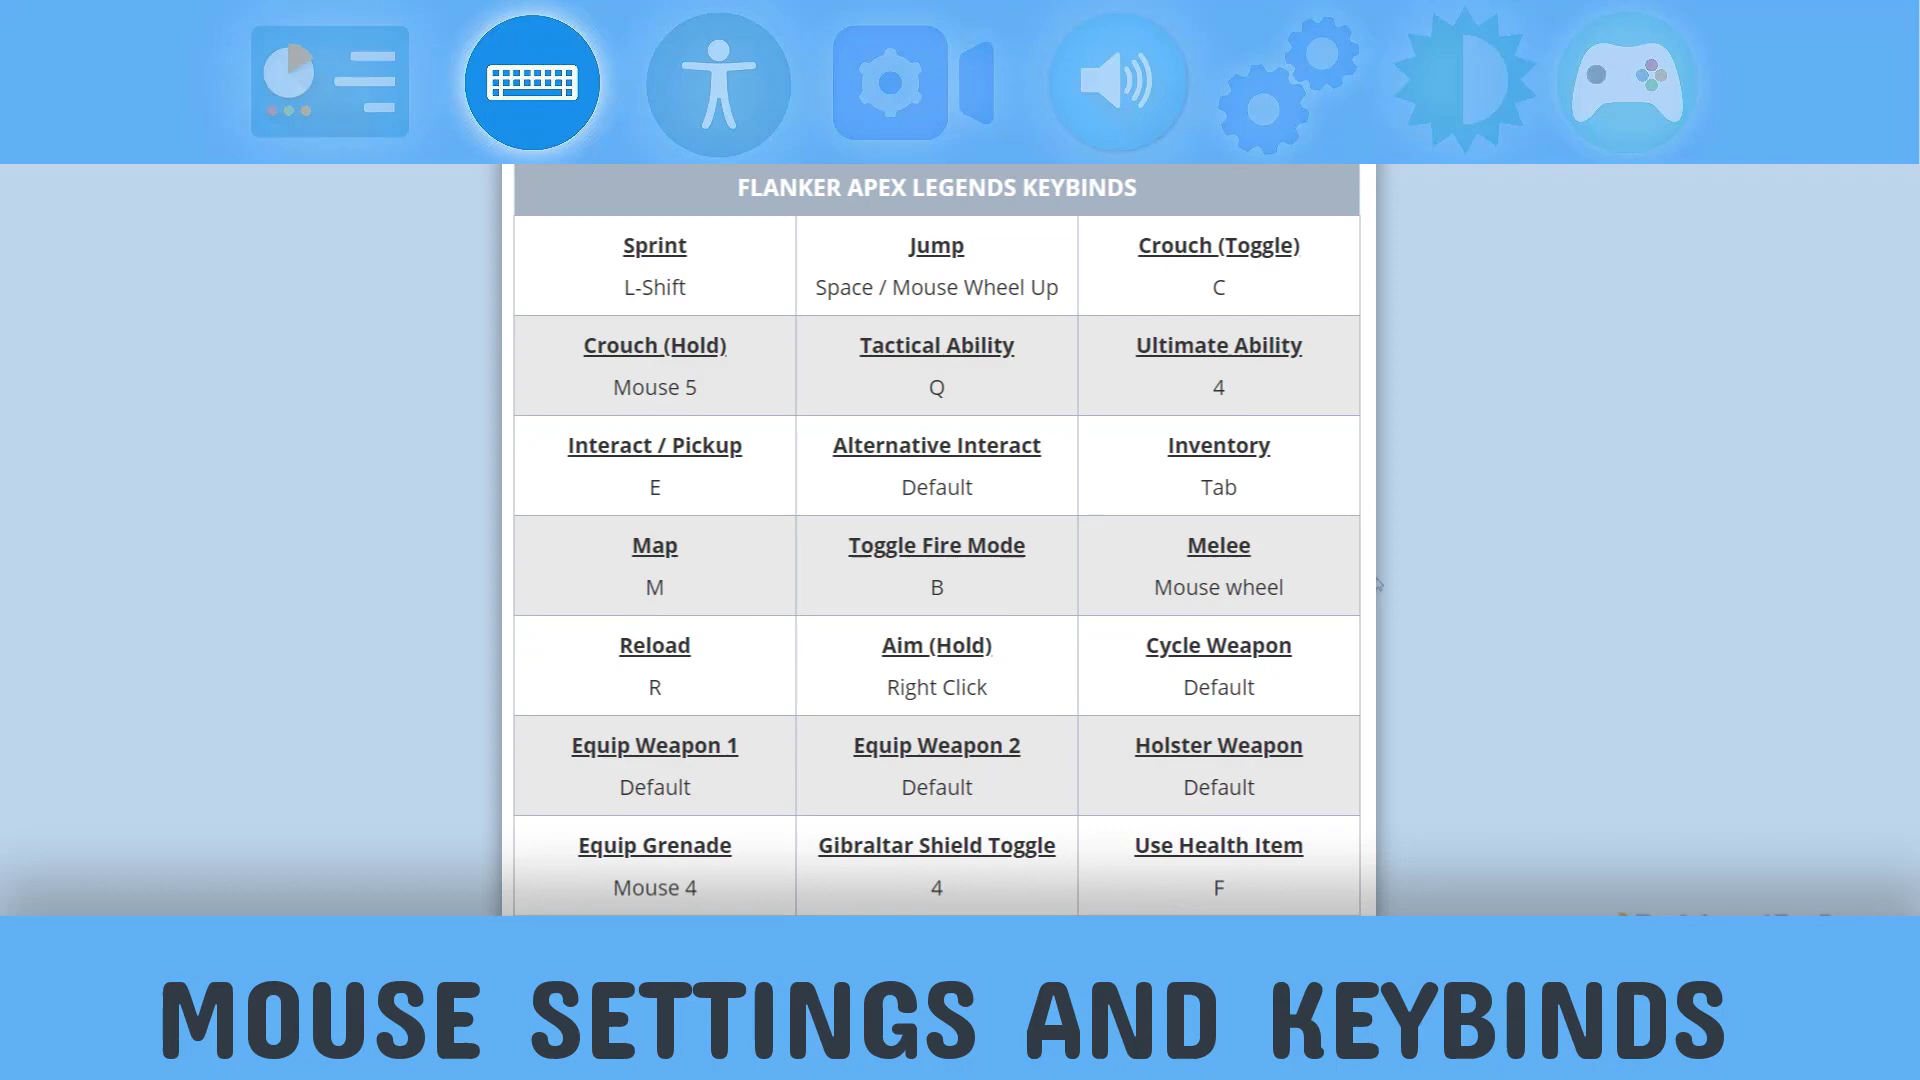 FLANKER APEX LEGENDS KEYBINDS
Sprint
Jump
Crouch (Toggle)
L-Shift
Space / Mouse Wheel Up
C
Crouch (Hold)
Tactical Ability
Ultimate Ability
Mouse 5
Q
4
Interact / Pickup
Alternative Interact
Inventory
E
Default
Tab
Map
Toggle Fire Mode
Melee
M
B
Mouse wheel
Reload
Aim (Hold)
Cycle Weapon
R
Right Click
Default
Equip Weapon 1
Equip Weapon 2
Holster Weapon
Default
Default
Default
Equip Grenade
Gibraltar Shield Toggle
Use Health Item
Mouse 4
4
F
MOUSE SETTINGS AND KEYBINDS